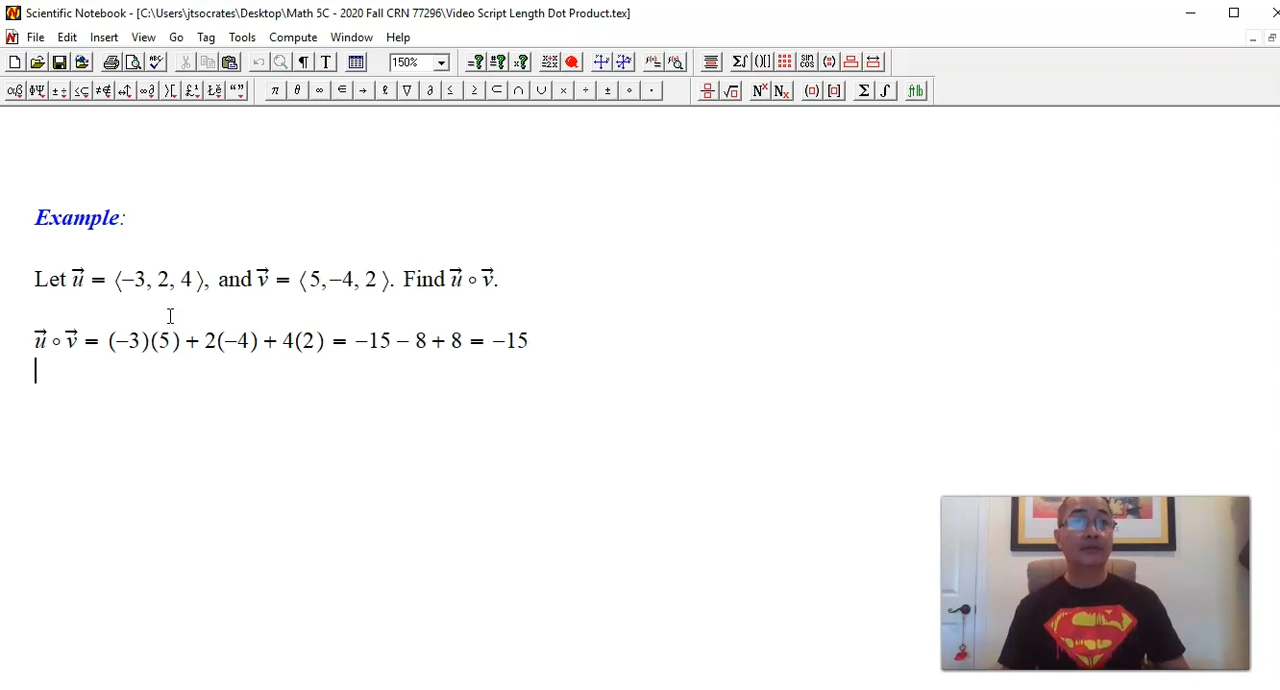 Scientific Notebook - [C:\Users\jtsocrates\Desktop\Math 5C - 2020 Fall CRN 77296\Video Script Length Dot Product.tex]
File Edit Insert View Go Tag Tools Compute Window Help
150%
Example:
Let u⃗ = ⟨−3, 2, 4 ⟩, and v⃗ = ⟨ 5,−4, 2 ⟩. Find u⃗ ∘ v⃗.
u⃗ ∘ v⃗ = (−3)(5) + 2(−4) + 4(2) = −15 − 8 + 8 = −15